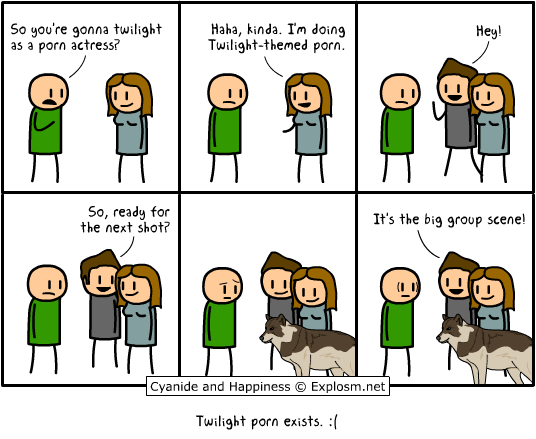 So you're gonna twilight
as a porn actress?
Haha, kinda. I'm doing
Twilight-themed porn.
Hey!
So, ready for
the next shot?
It's the big group scene!
Cyanide and Happiness © Explosm.net
Twilight porn exists. :(